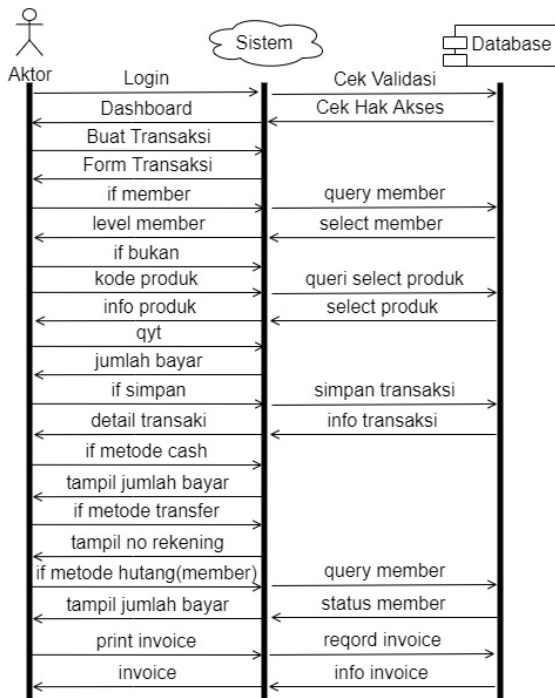 Aktor
Sistem
Database
Login
Cek Validasi
Dashboard
Cek Hak Akses
Buat Transaksi
Form Transaksi
if member
query member
level member
select member
if bukan
kode produk
queri select produk
info produk
select produk
qyt
jumlah bayar
if simpan
simpan transaksi
detail transaki
info transaksi
if metode cash
tampil jumlah bayar
if metode transfer
tampil no rekening
if metode hutang(member)
query member
tampil jumlah bayar
status member
print invoice
reqord invoice
invoice
info invoice